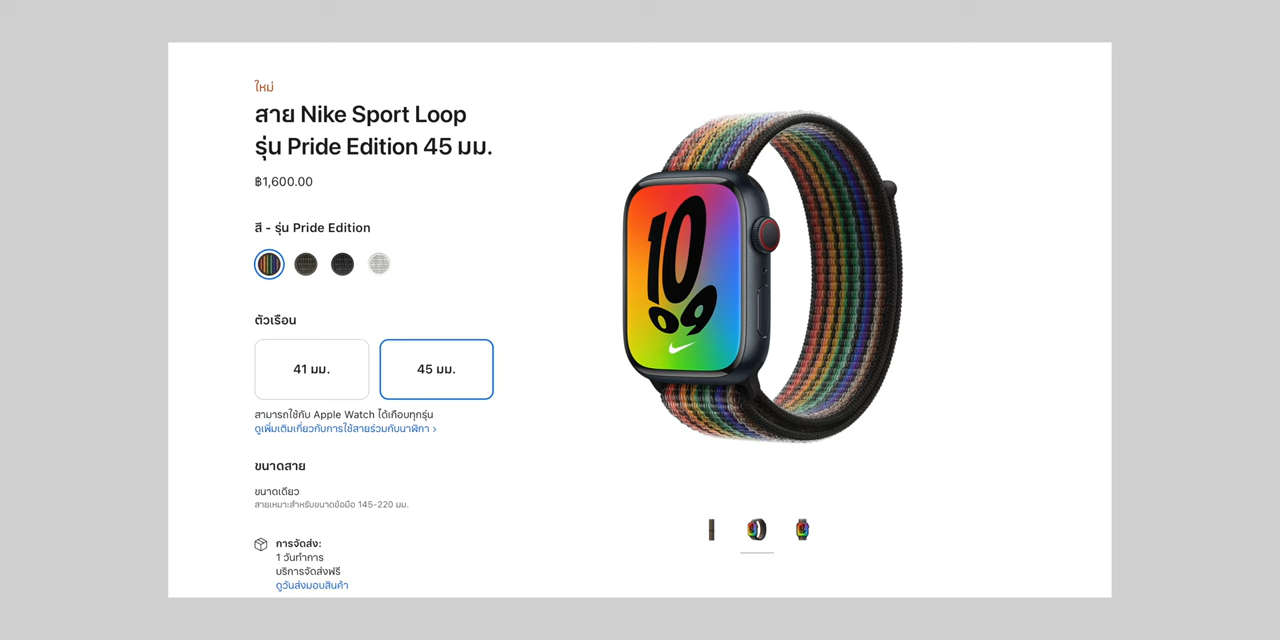 ใหม่
สาย Nike Sport Loop
รุ่น Pride Edition 45 มม.
฿1,600.00
สี - รุ่น Pride Edition
ตัวเรือน
41 มม.
45 มม.
สามารถใช้กับ Apple Watch ได้เกือบทุกรุ่น
ดูเพิ่มเติมเกี่ยวกับการใช้สายร่วมกับนาฬิกา ›
ขนาดสาย
ขนาดเดียว
สายเหมาะสำหรับขนาดข้อมือ 145-220 มม.
การจัดส่ง:
1 วันทำการ
บริการจัดส่งฟรี
ดูวันส่งมอบสินค้า
10
09